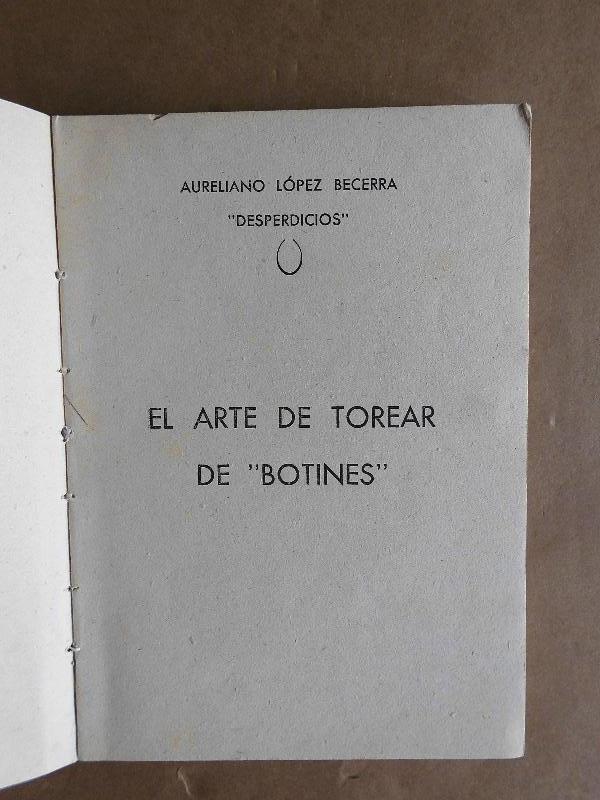 AURELIANO LÓPEZ BECERRA
"DESPERDICIOS"
EL ARTE DE TOREAR
DE "BOTINES"